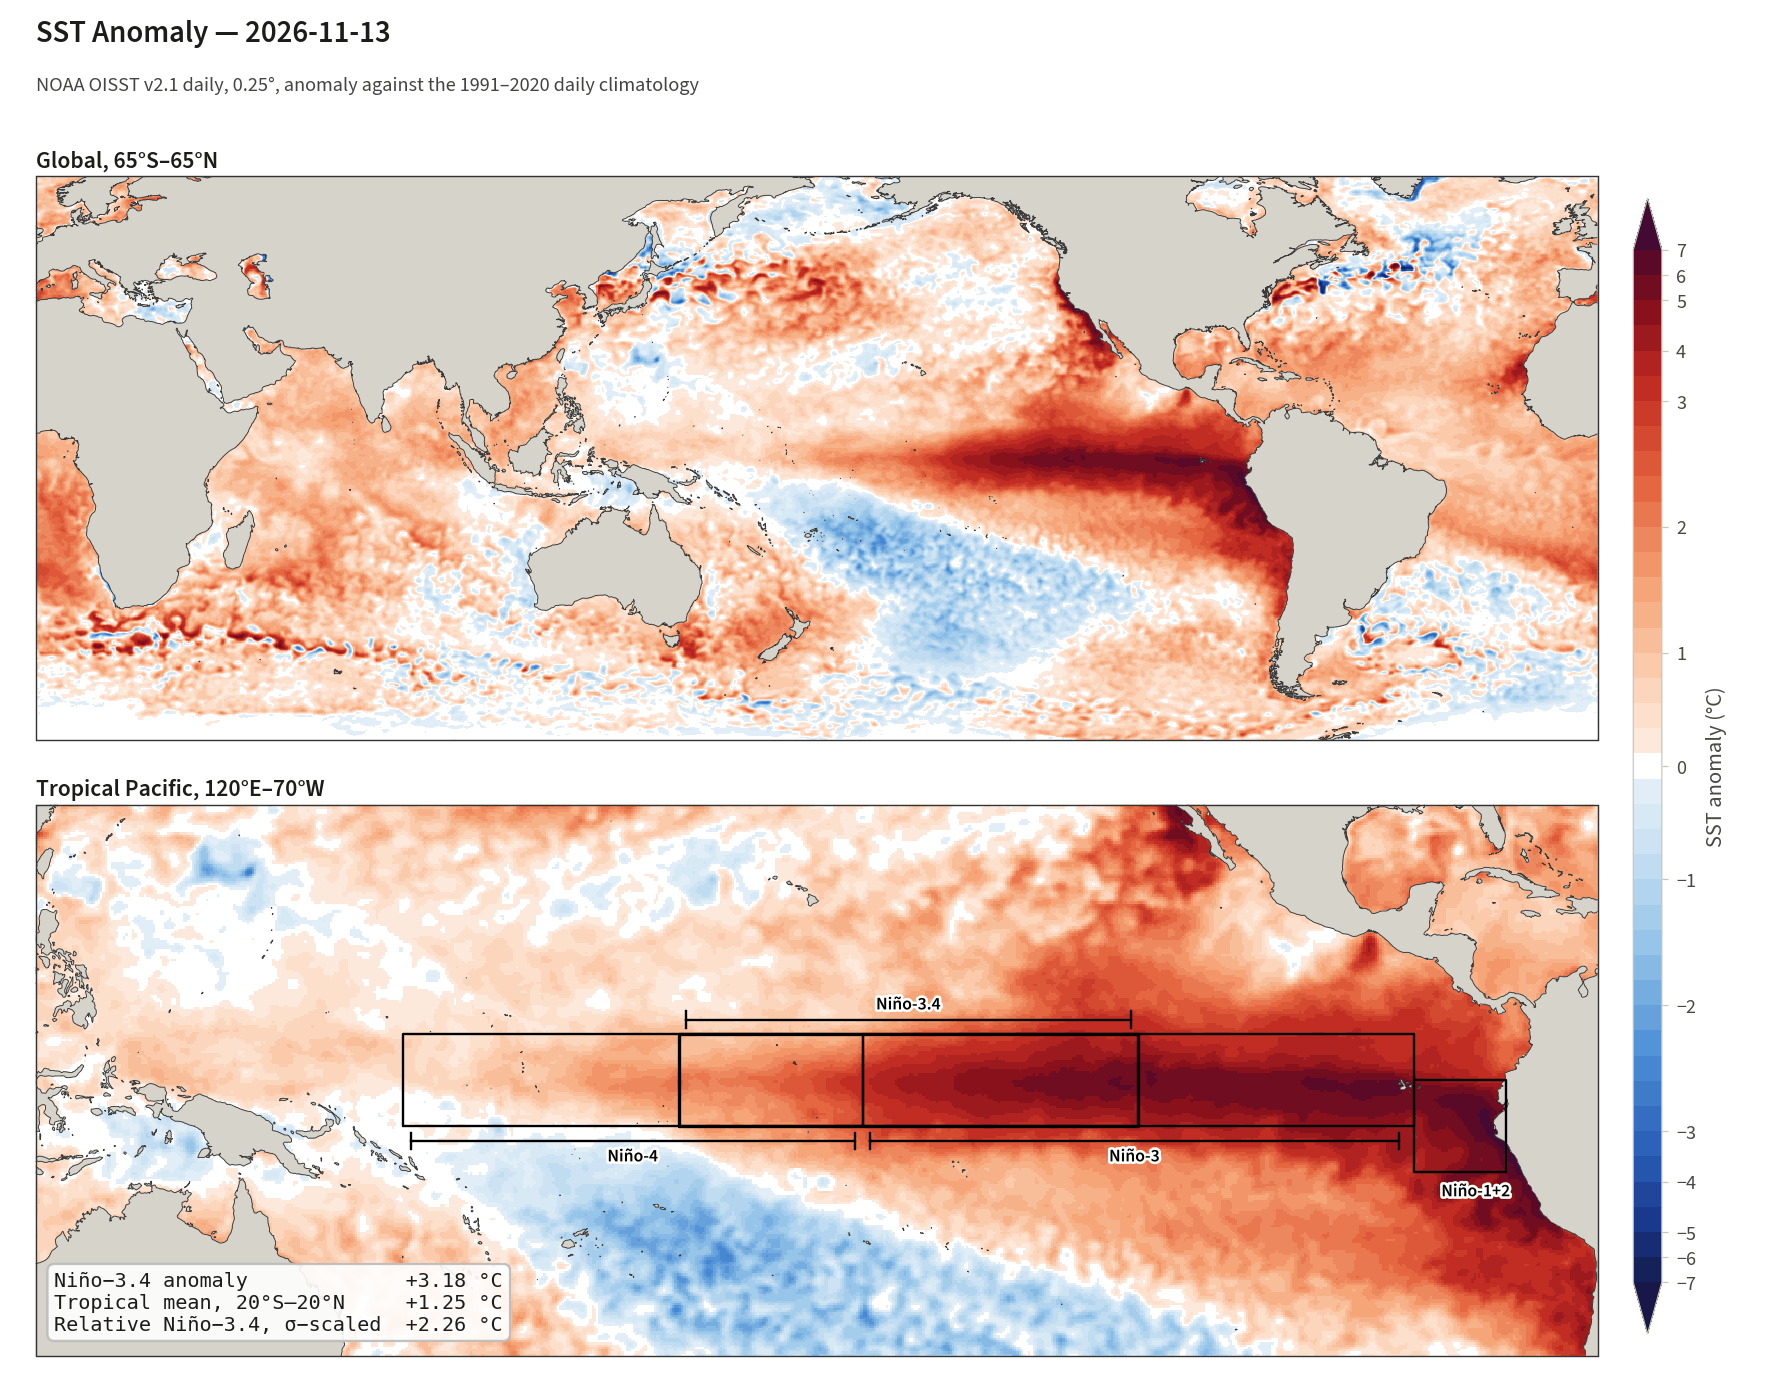 SST Anomaly — 2026-11-13
NOAA OISST v2.1 daily, 0.25°, anomaly against the 1991–2020 daily climatology
Global, 65°S–65°N
7
6
5
4
3
2
1
0
−1
−2
−3
−4
−5
−6
−7
SST anomaly (°C)
Tropical Pacific, 120°E–70°W
Niño-3.4
Niño-4
Niño-3
Niño-1+2
Niño−3.4 anomaly +3.18 °C
Tropical mean, 20°S–20°N +1.25 °C
Relative Niño−3.4, σ−scaled +2.26 °C